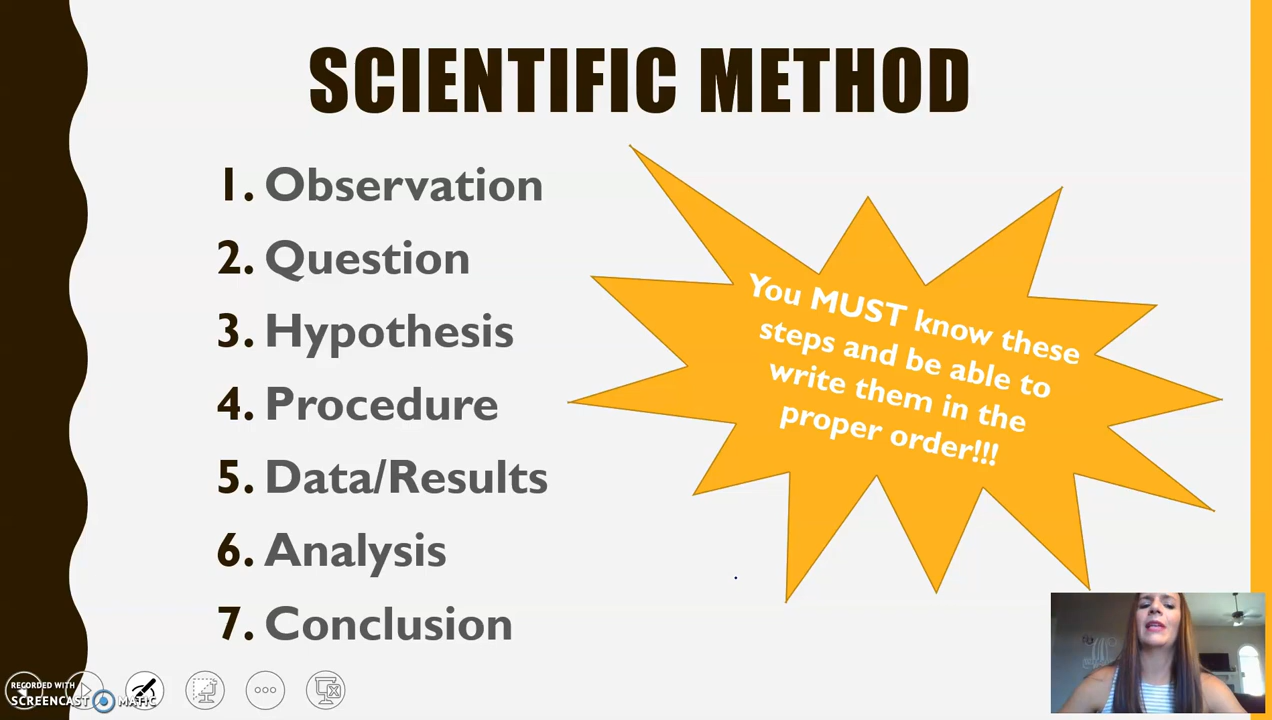 SCIENTIFIC METHOD
1. Observation
2. Question
3. Hypothesis
4. Procedure
5. Data/Results
6. Analysis
7. Conclusion
You MUST know these
steps and be able to
write them in the
proper order!!!
RECORDED WITH
SCREENCAST MATIC